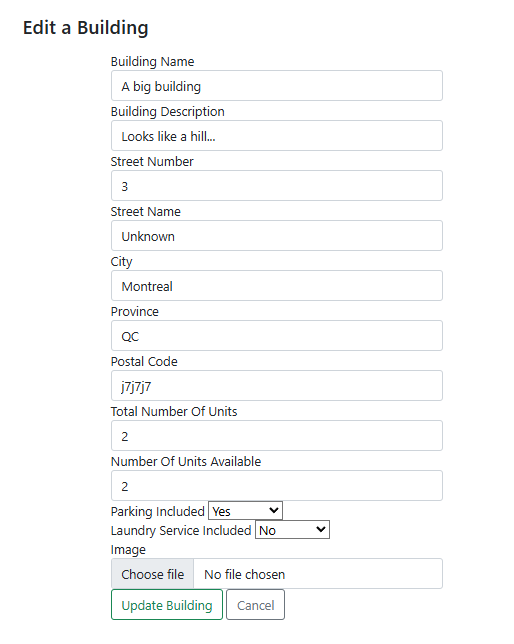 Edit a Building
Building Name
A big building
Building Description
Looks like a hill...
Street Number
3
Street Name
Unknown
City
Montreal
Province
QC
Postal Code
j7j7j7
Total Number Of Units
2
Number Of Units Available
2
Parking Included Yes
Laundry Service Included No
Image
Choose file No file chosen
Update Building Cancel